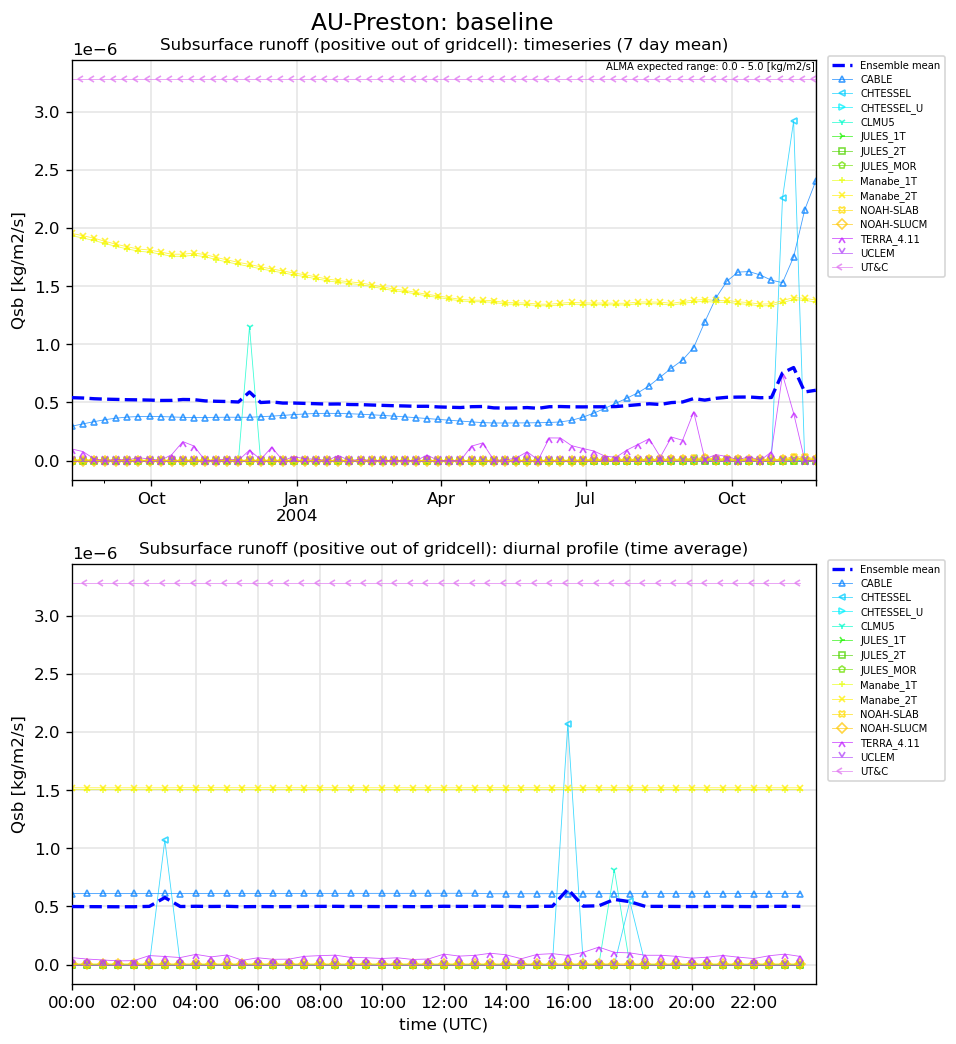 AU-Preston: baseline
Subsurface runoff (positive out of gridcell): timeseries (7 day mean)
1e−6
ALMA expected range: 0.0 - 5.0 [kg/m2/s]
3.0
2.5
2.0
1.5
1.0
0.5
0.0
Qsb [kg/m2/s]
Oct
Jan
2004
Apr
Jul
Oct
Ensemble mean
CABLE
CHTESSEL
CHTESSEL_U
CLMU5
JULES_1T
JULES_2T
JULES_MOR
Manabe_1T
Manabe_2T
NOAH-SLAB
NOAH-SLUCM
TERRA_4.11
UCLEM
UT&C
Subsurface runoff (positive out of gridcell): diurnal profile (time average)
1e−6
3.0
2.5
2.0
1.5
1.0
0.5
0.0
Qsb [kg/m2/s]
00:00
02:00
04:00
06:00
08:00
10:00
12:00
14:00
16:00
18:00
20:00
22:00
time (UTC)
Ensemble mean
CABLE
CHTESSEL
CHTESSEL_U
CLMU5
JULES_1T
JULES_2T
JULES_MOR
Manabe_1T
Manabe_2T
NOAH-SLAB
NOAH-SLUCM
TERRA_4.11
UCLEM
UT&C